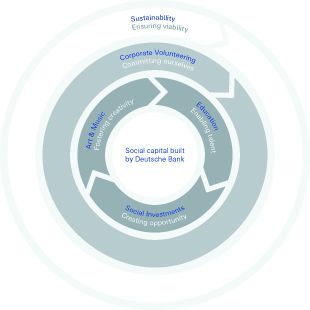 Sustainability
Ensuring viability
Corporate Volunteering
Committing ourselves
Art & Music
Fostering creativity
Education
Enabling talent
Social capital built
by Deutsche Bank
Social Investments
Creating opportunity